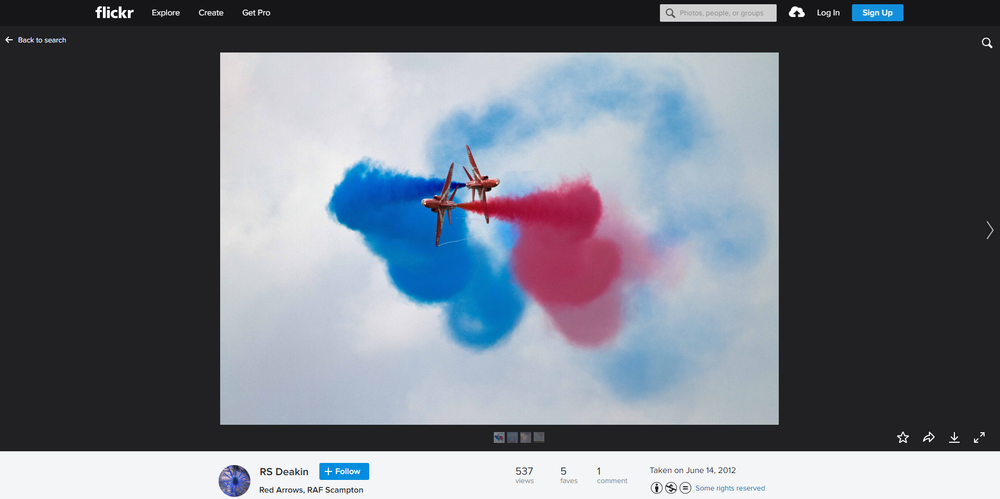 flickr Explore Create Get Pro Photos, people, or groups Log In Sign Up
Back to search
RS Deakin + Follow
Red Arrows, RAF Scampton
537 views
5 faves
1 comment
Taken on June 14, 2012
Some rights reserved